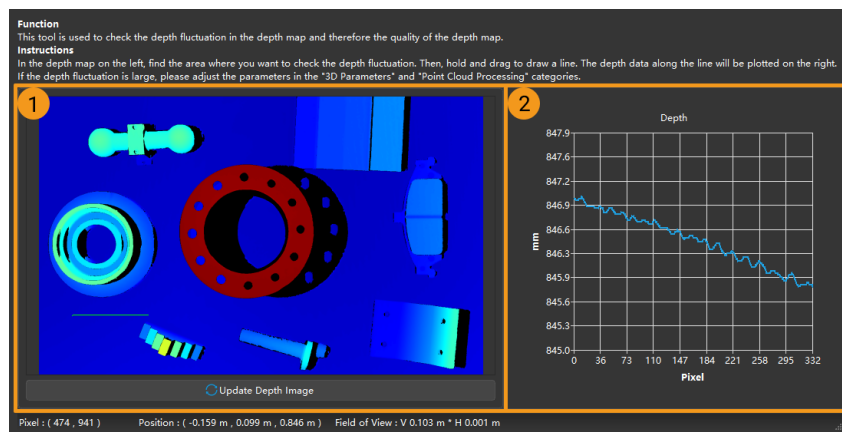 Function
This tool is used to check the depth fluctuation in the depth map and therefore the quality of the depth map.
Instructions
In the depth map on the left, find the area where you want to check the depth fluctuation. Then, hold and drag to draw a line. The depth data along the line will be plotted on the right.
If the depth fluctuation is large, please adjust the parameters in the "3D Parameters" and "Point Cloud Processing" categories.
1
Update Depth Image
2
Depth
847.9
847.6
847.2
846.9
846.6
846.3
845.9
845.6
845.3
845.0
mm
0 36 73 110 147 184 221 258 295 332
Pixel
Pixel : ( 474 , 941 ) Position : ( -0.159 m , 0.099 m , 0.846 m ) Field of View : V 0.103 m * H 0.001 m